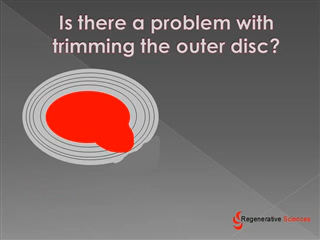 Is there a problem with
trimming the outer disc?
Regenerative Sciences